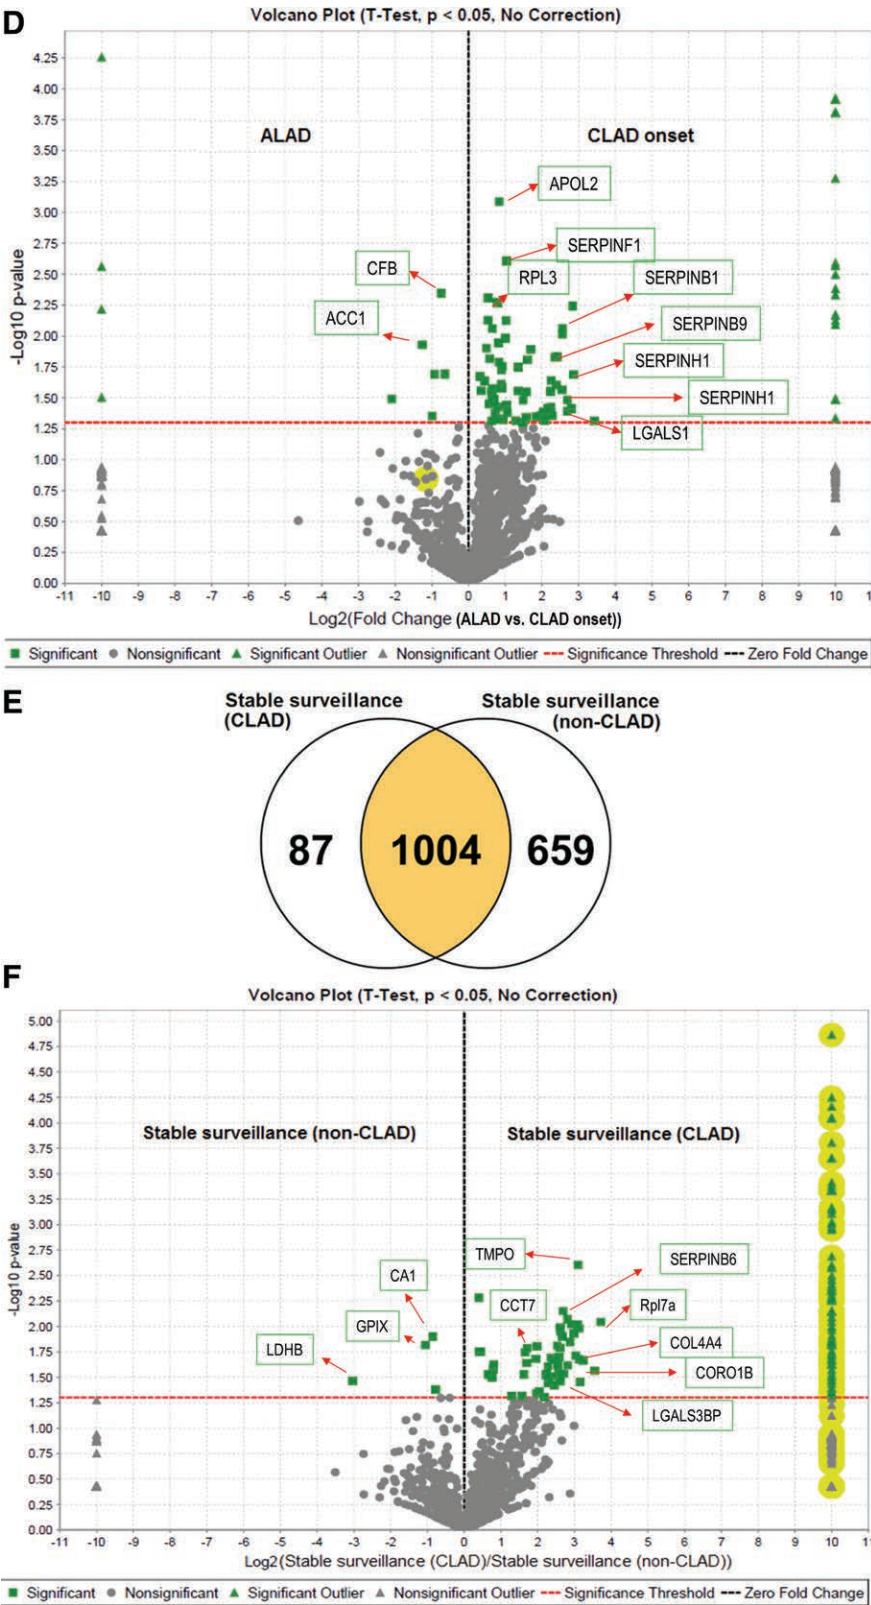 D
Volcano Plot (T-Test, p < 0.05, No Correction)
4.25
4.00
3.75
3.50
3.25
3.00
2.75
2.50
2.25
2.00
1.75
1.50
1.25
1.00
0.75
0.50
0.25
0.00
-Log10 p-value
ALAD
CLAD onset
APOL2
SERPINF1
CFB
RPL3
SERPINB1
ACC1
SERPINB9
SERPINH1
SERPINH1
LGALS1
-11 -10 -9 -8 -7 -6 -5 -4 -3 -2 -1 0 1 2 3 4 5 6 7 8 9 10
Log2(Fold Change (ALAD vs. CLAD onset))
Significant Nonsignificant Significant Outlier Nonsignificant Outlier Significance Threshold Zero Fold Change
E
Stable surveillance (CLAD)
Stable surveillance (non-CLAD)
87 1004 659
F
Volcano Plot (T-Test, p < 0.05, No Correction)
5.00
4.75
4.50
4.25
4.00
3.75
3.50
3.25
3.00
2.75
2.50
2.25
2.00
1.75
1.50
1.25
1.00
0.75
0.50
0.25
0.00
-Log10 p-value
Stable surveillance (non-CLAD)
Stable surveillance (CLAD)
TMPO
SERPINB6
CA1
CCT7
Rpl7a
GPIX
LDHB
COL4A4
CORO1B
LGALS3BP
-11 -10 -9 -8 -7 -6 -5 -4 -3 -2 -1 0 1 2 3 4 5 6 7 8 9 10 11
Log2(Stable surveillance (CLAD)/Stable surveillance (non-CLAD))
Significant Nonsignificant Significant Outlier Nonsignificant Outlier Significance Threshold Zero Fold Change